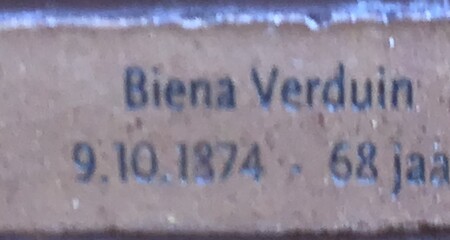 Biena Verduin
9.10.1874 - 68 jaa